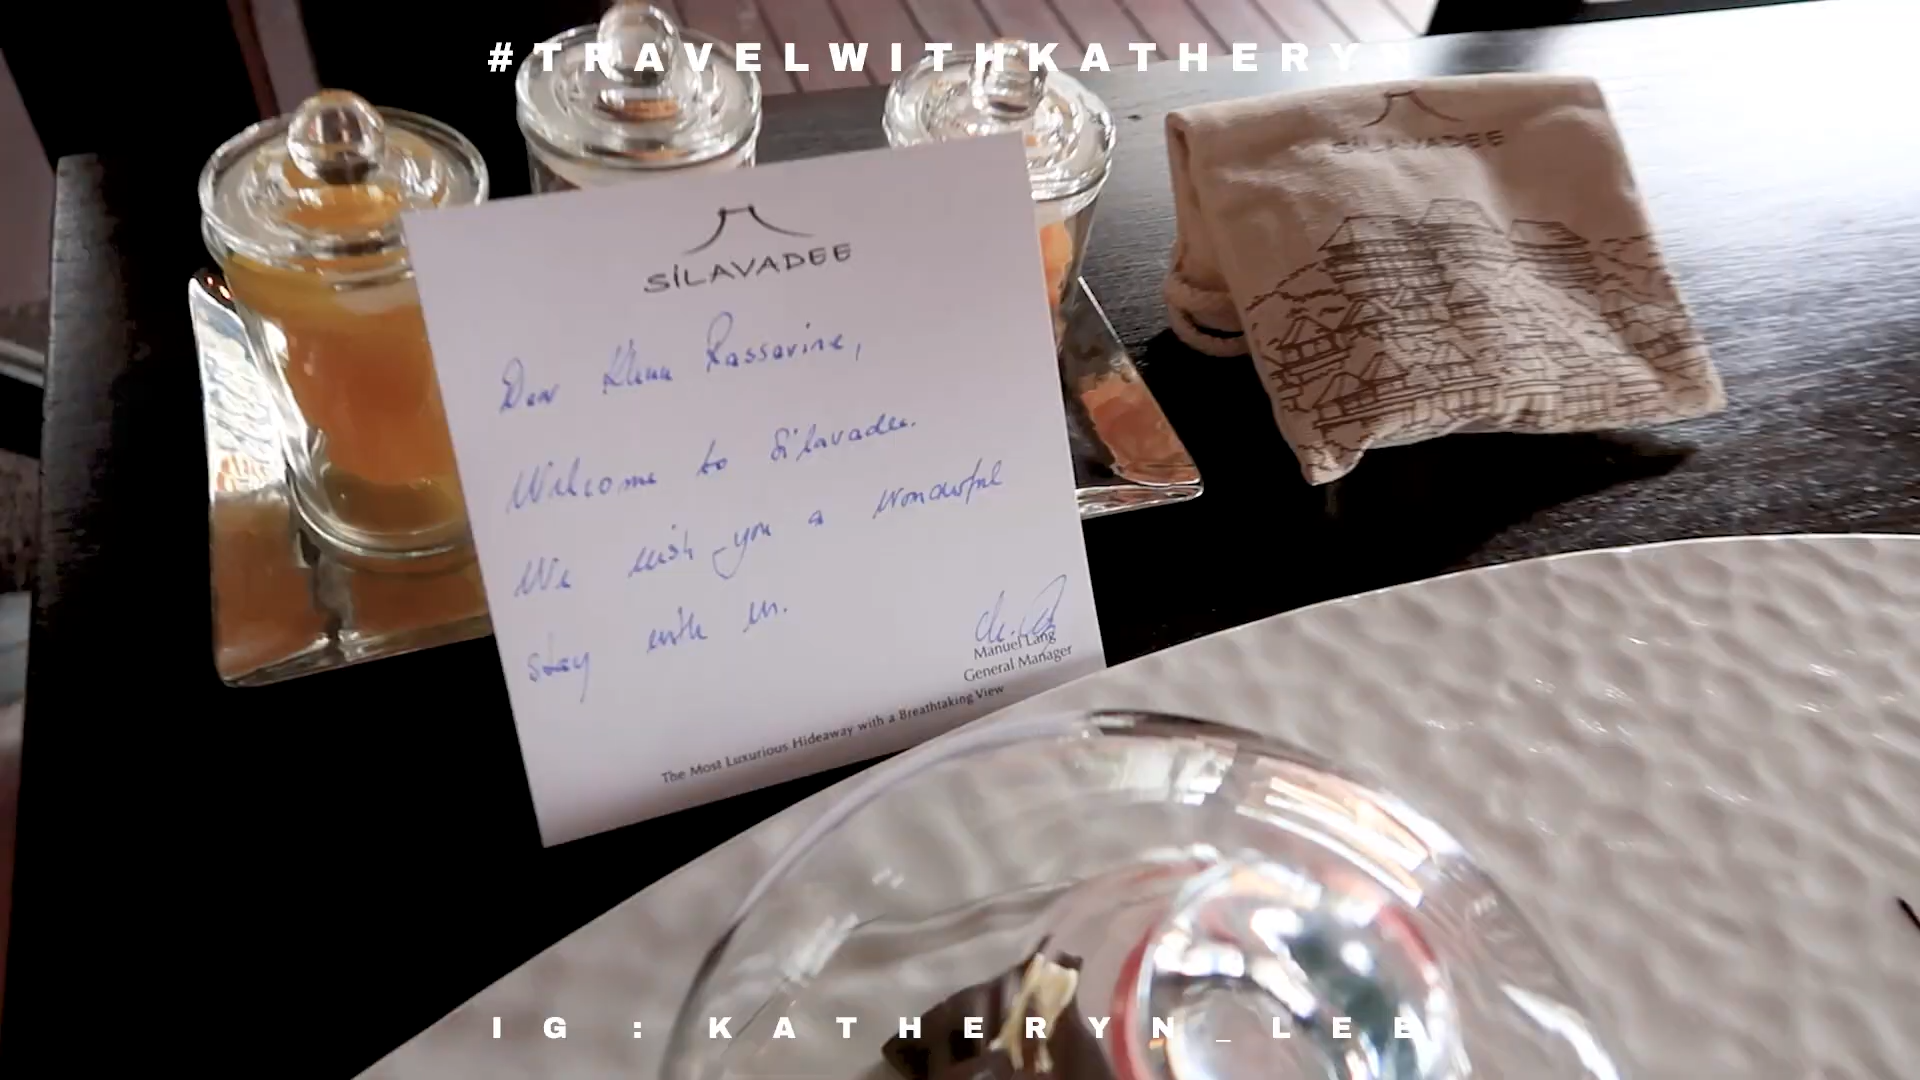 #TRAVELWITHKATHERYN
SILAVADEE
SILAVADEE
Dear Khun Rassarine,
Welcome to Silavadee.
We wish you a wonderful
stay with us.
Manuel Lang
General Manager
The Most Luxurious Hideaway with a Breathtaking View
IG : KATHERYN_LEE